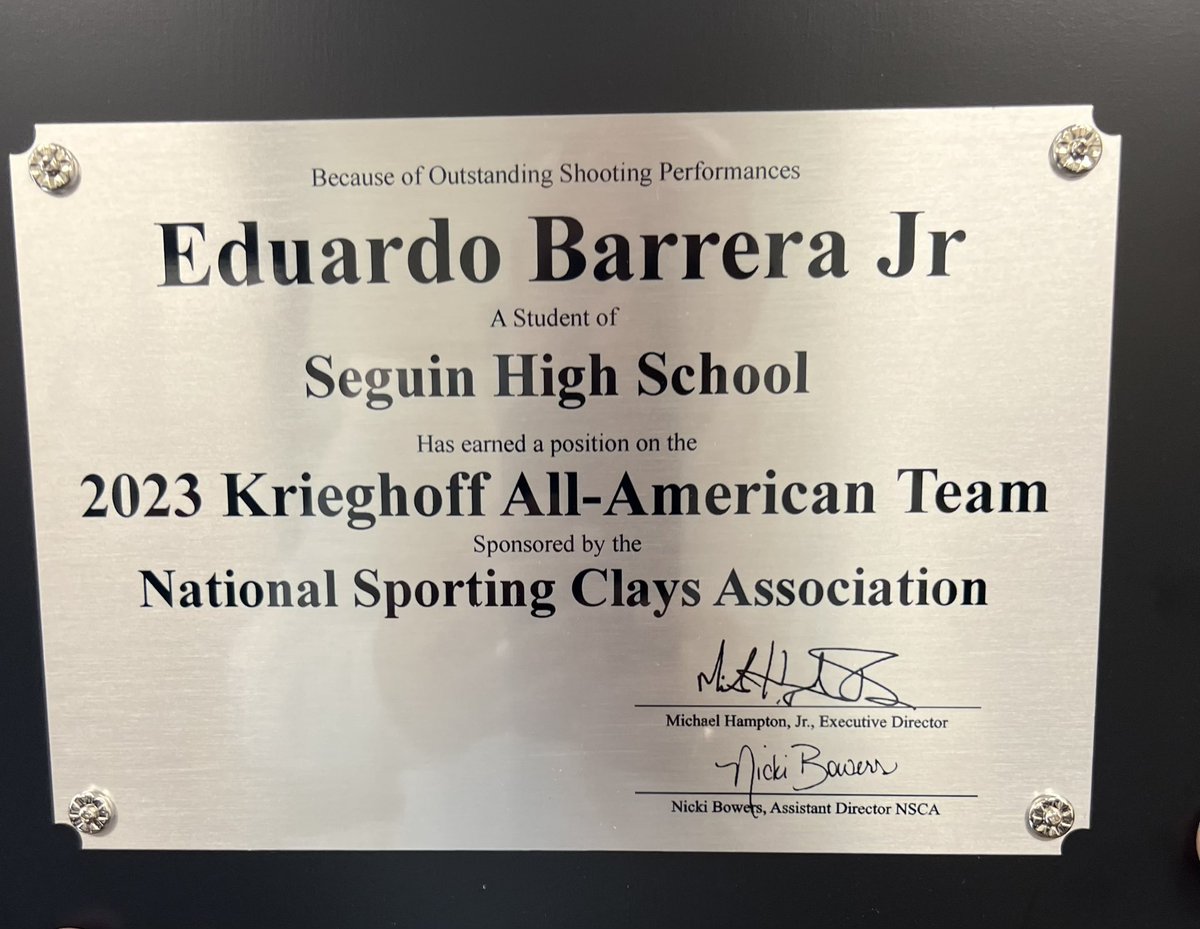 Because of Outstanding Shooting Performances
Eduardo Barrera Jr
A Student of
Seguin High School
Has earned a position on the
2023 Krieghoff All-American Team
Sponsored by the
National Sporting Clays Association
Michael Hampton, Jr., Executive Director
Nicki Bowers
Nicki Bowers, Assistant Director NSCA